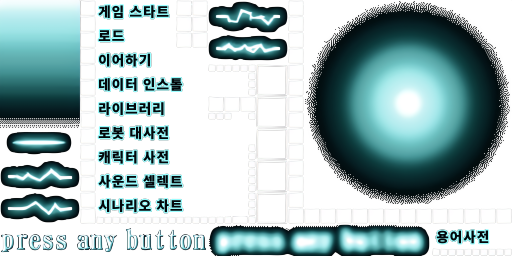 게임 스타트
로드
이어하기
데이터 인스톨
라이브러리
로봇 대사전
캐릭터 사전
사운드 셀렉트
시나리오 차트
press any button
용어사전